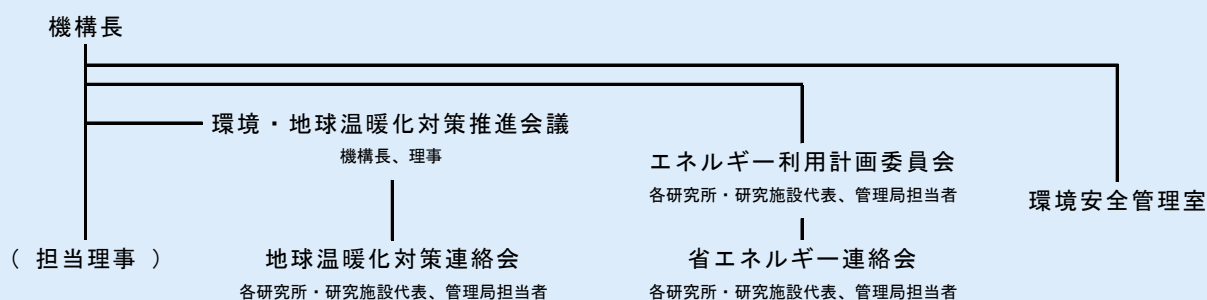 機構長
環境・地球温暖化対策推進会議
機構長、理事
エネルギー利用計画委員会
各研究所・研究施設代表、管理局担当者
環境安全管理室
( 担当理事 )
地球温暖化対策連絡会
各研究所・研究施設代表、管理局担当者
省エネルギー連絡会
各研究所・研究施設代表、管理局担当者